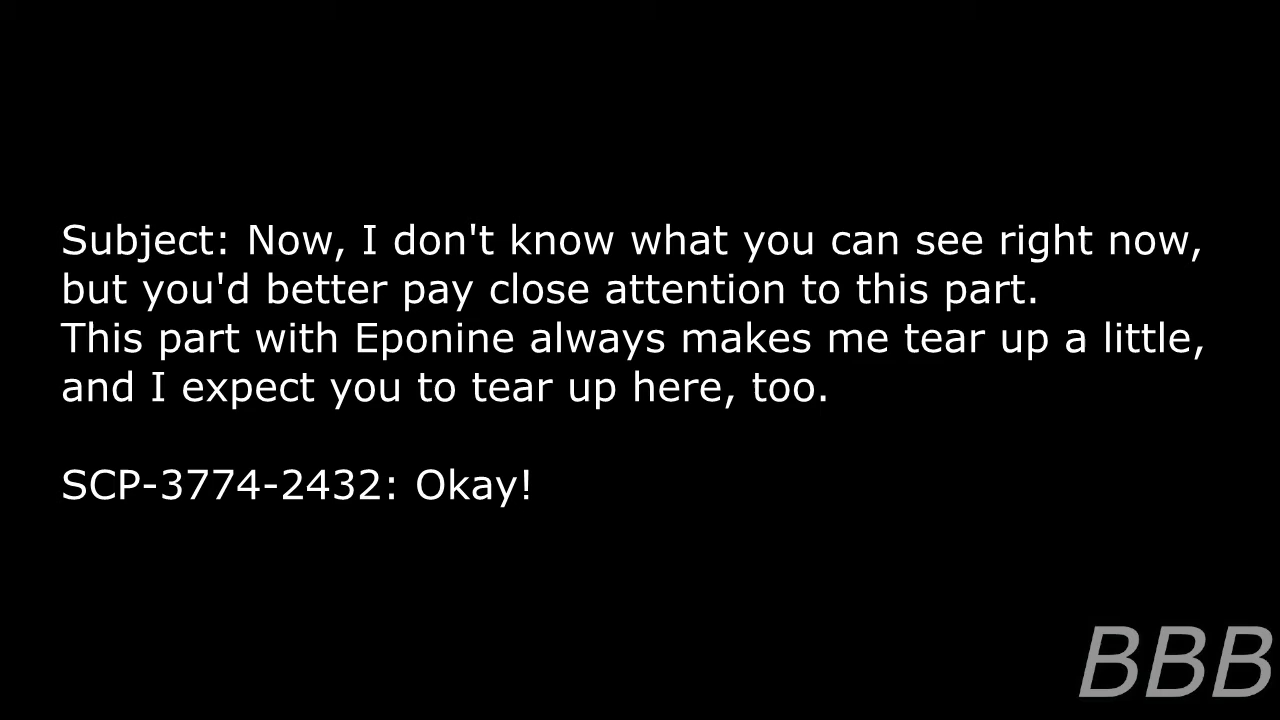 Subject: Now, I don't know what you can see right now,
but you'd better pay close attention to this part.
This part with Eponine always makes me tear up a little,
and I expect you to tear up here, too.
SCP-3774-2432: Okay!
BBB